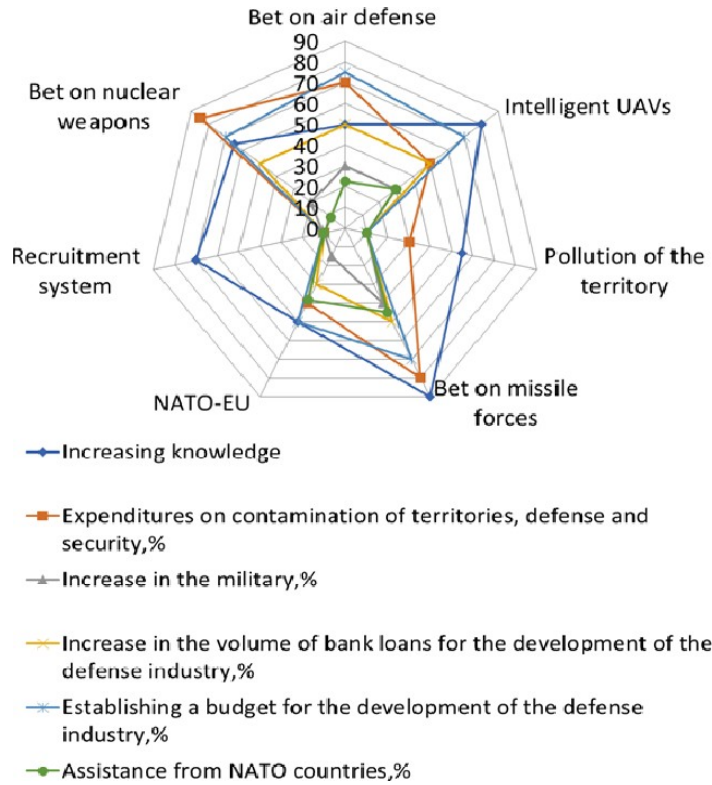 Bet on air defense
90
80
70
60
50
40
30
20
10
0
Intelligent UAVs
Pollution of the
territory
Bet on missile
forces
NATO-EU
Recruitment
system
Bet on nuclear
weapons
Increasing knowledge
Expenditures on contamination of territories, defense and
security,%
Increase in the military,%
Increase in the volume of bank loans for the development of the
defense industry,%
Establishing a budget for the development of the defense
industry,%
Assistance from NATO countries,%